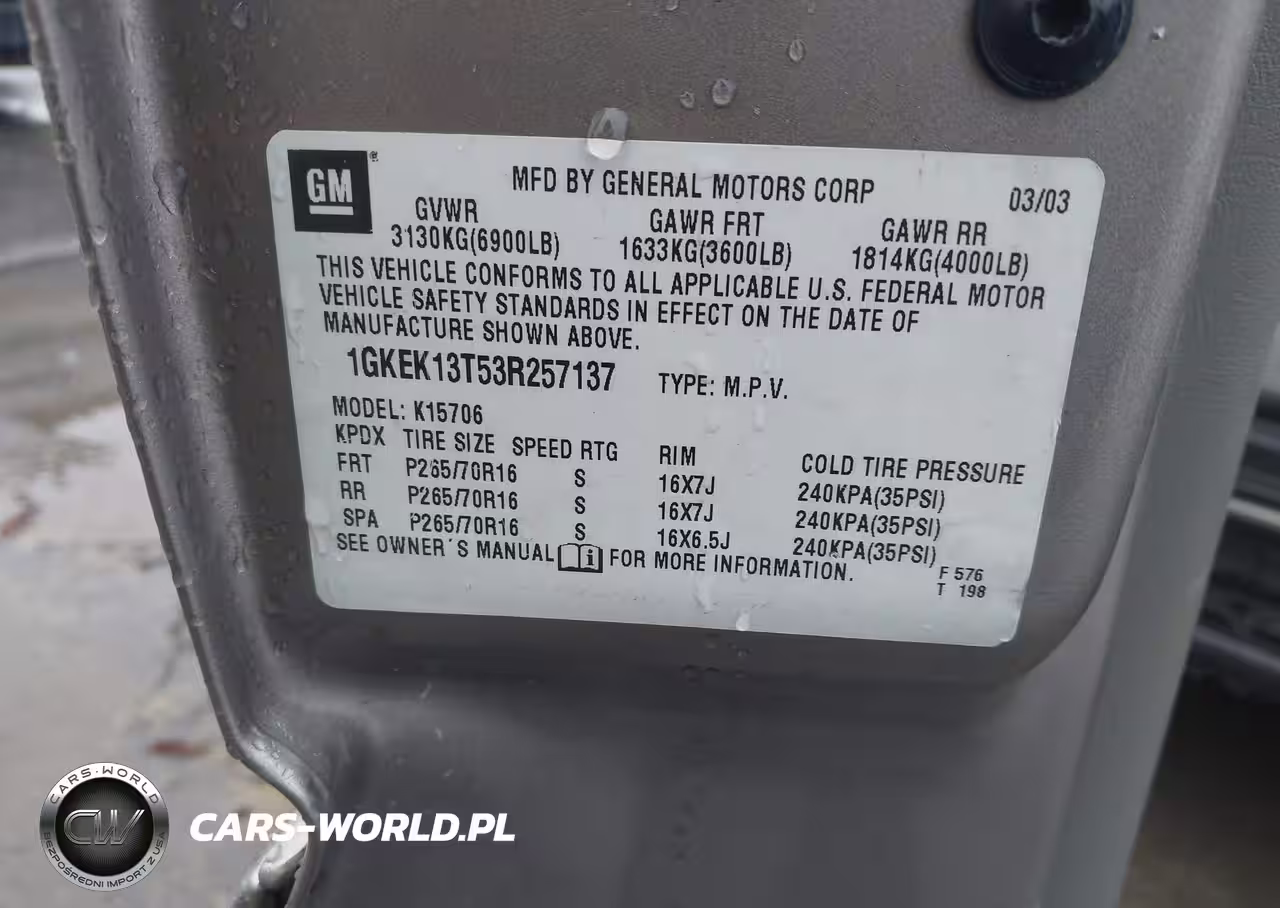 GM
MFD BY GENERAL MOTORS CORP 03/03
GVWR GAWR FRT GAWR RR
3130KG(6900LB) 1633KG(3600LB) 1814KG(4000LB)
THIS VEHICLE CONFORMS TO ALL APPLICABLE U.S. FEDERAL MOTOR
VEHICLE SAFETY STANDARDS IN EFFECT ON THE DATE OF
MANUFACTURE SHOWN ABOVE.
1GKEK13T53R257137 TYPE: M.P.V.
MODEL: K15706
KPDX TIRE SIZE SPEED RTG RIM COLD TIRE PRESSURE
FRT P265/70R16 S 16X7J 240KPA(35PSI)
RR P265/70R16 S 16X7J 240KPA(35PSI)
SPA P265/70R16 S 16X6.5J 240KPA(35PSI)
SEE OWNER´S MANUAL FOR MORE INFORMATION.
F 576
T 198
CARS-WORLD
CW
BEZPOŚREDNI IMPORT Z USA
CARS-WORLD.PL